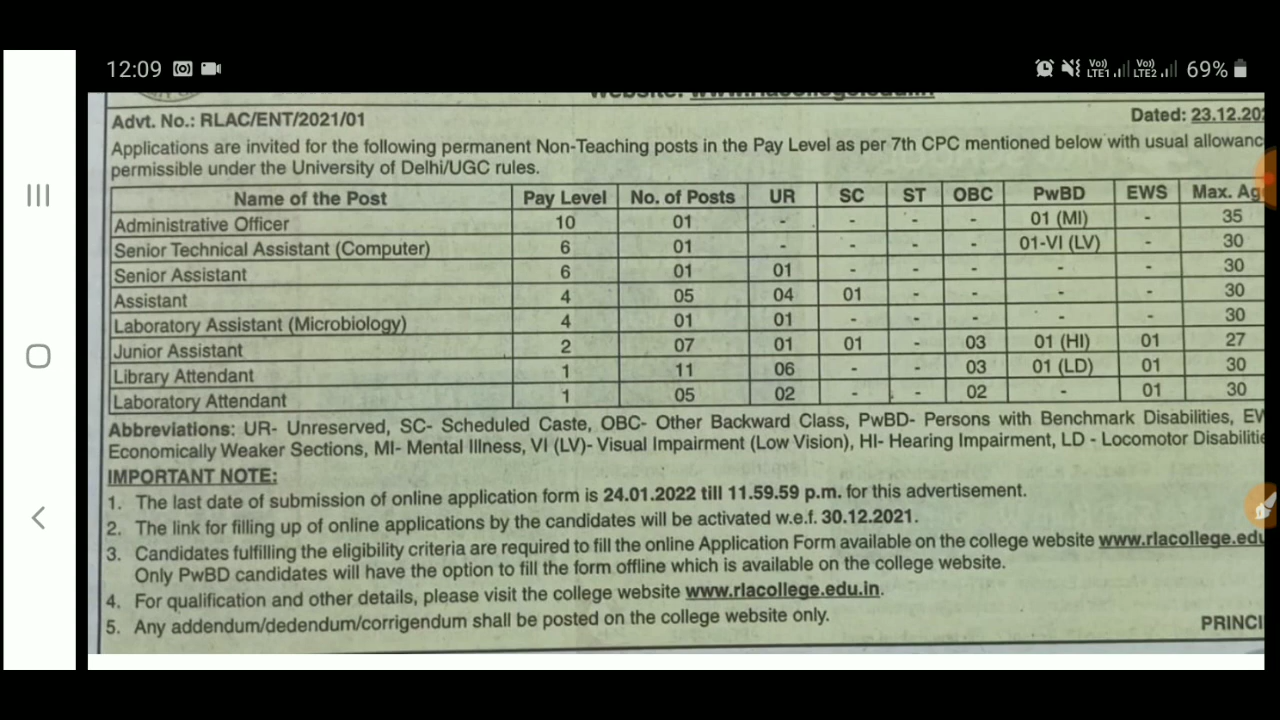 12:09 Vo)) LTE1 Vo)) LTE2 69%
Website: www.rlacollege.edu.in
Advt. No.: RLAC/ENT/2021/01 Dated: 23.12.202
Applications are invited for the following permanent Non-Teaching posts in the Pay Level as per 7th CPC mentioned below with usual allowanc
permissible under the University of Delhi/UGC rules.
Name of the Post Pay Level No. of Posts UR SC ST OBC PwBD EWS Max. Ag
Administrative Officer 10 01 - - - - 01 (MI) - 35
Senior Technical Assistant (Computer) 6 01 - - - - 01-VI (LV) - 30
Senior Assistant 6 01 01 - - - - - 30
Assistant 4 05 04 01 - - - - 30
Laboratory Assistant (Microbiology) 4 01 01 - - - - - 30
Junior Assistant 2 07 01 01 - 03 01 (HI) 01 27
Library Attendant 1 11 06 - - 03 01 (LD) 01 30
Laboratory Attendant 1 05 02 - - 02 - 01 30
Abbreviations: UR- Unreserved, SC- Scheduled Caste, OBC- Other Backward Class, PwBD- Persons with Benchmark Disabilities, EW
Economically Weaker Sections, MI- Mental Illness, VI (LV)- Visual Impairment (Low Vision), HI- Hearing Impairment, LD - Locomotor Disabilitie
IMPORTANT NOTE:
1. The last date of submission of online application form is 24.01.2022 till 11.59.59 p.m. for this advertisement.
2. The link for filling up of online applications by the candidates will be activated w.e.f. 30.12.2021.
3. Candidates fulfilling the eligibility criteria are required to fill the online Application Form available on the college website www.rlacollege.edu
Only PwBD candidates will have the option to fill the form offline which is available on the college website.
4. For qualification and other details, please visit the college website www.rlacollege.edu.in.
5. Any addendum/dedendum/corrigendum shall be posted on the college website only.
PRINCI